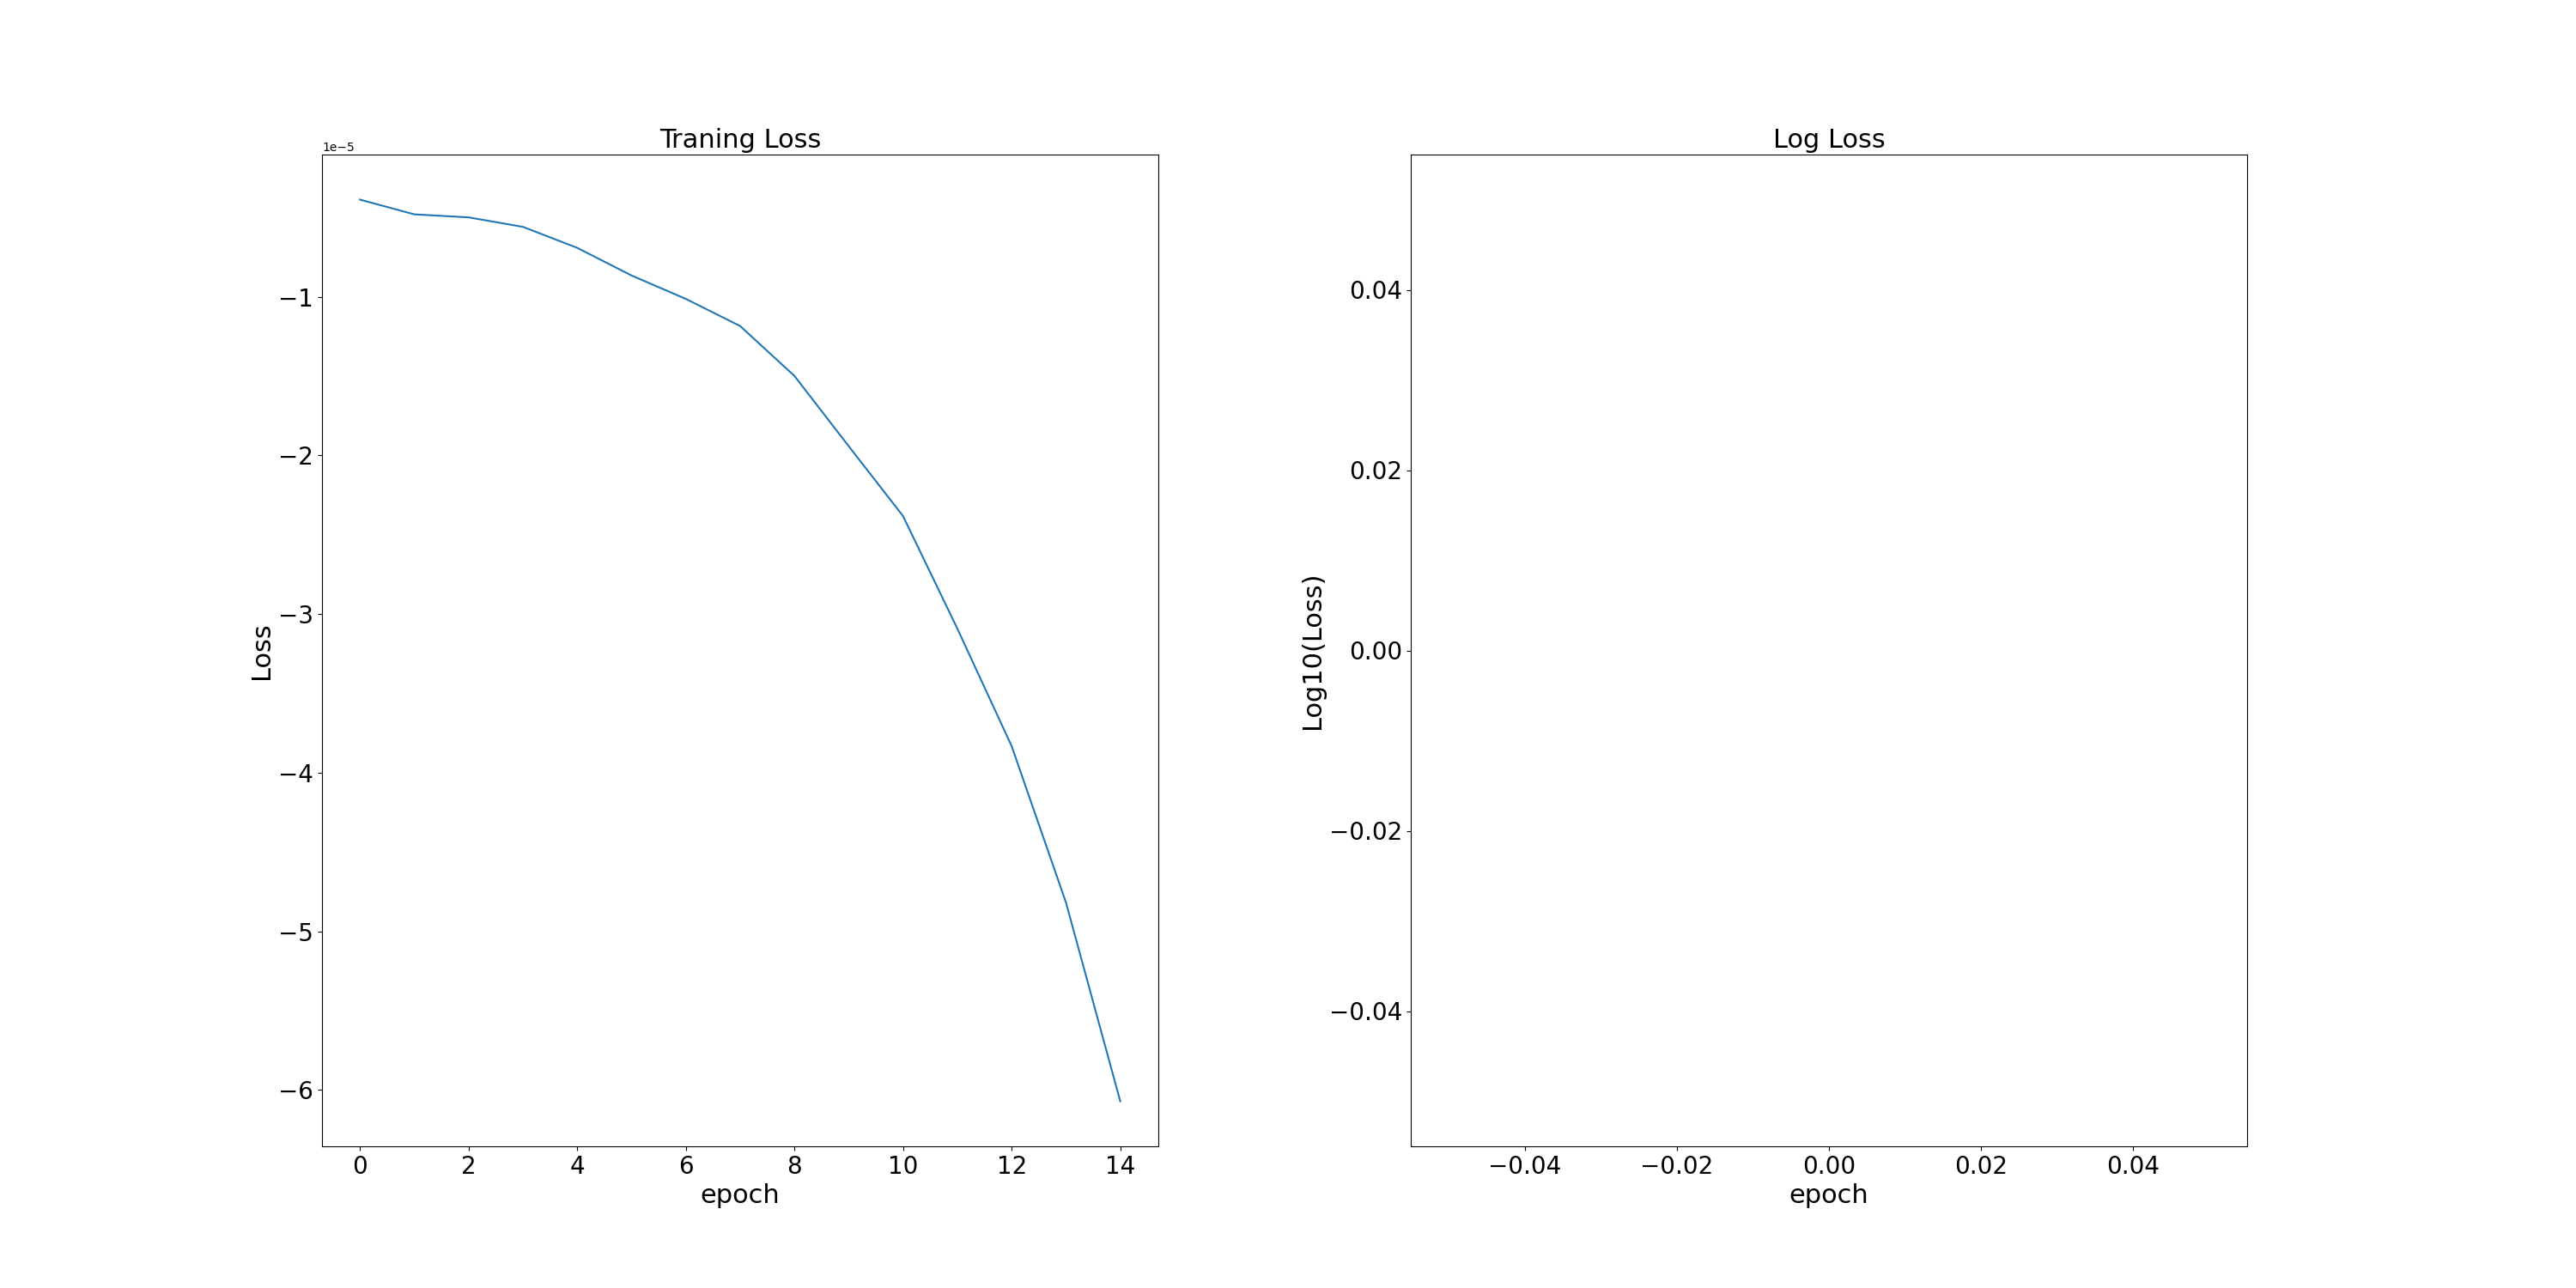 Traning Loss
1e−5
−1
−2
−3
−4
−5
−6
Loss
0 2 4 6 8 10 12 14
epoch
Log Loss
0.04
0.02
0.00
−0.02
−0.04
Log10(Loss)
−0.04 −0.02 0.00 0.02 0.04
epoch